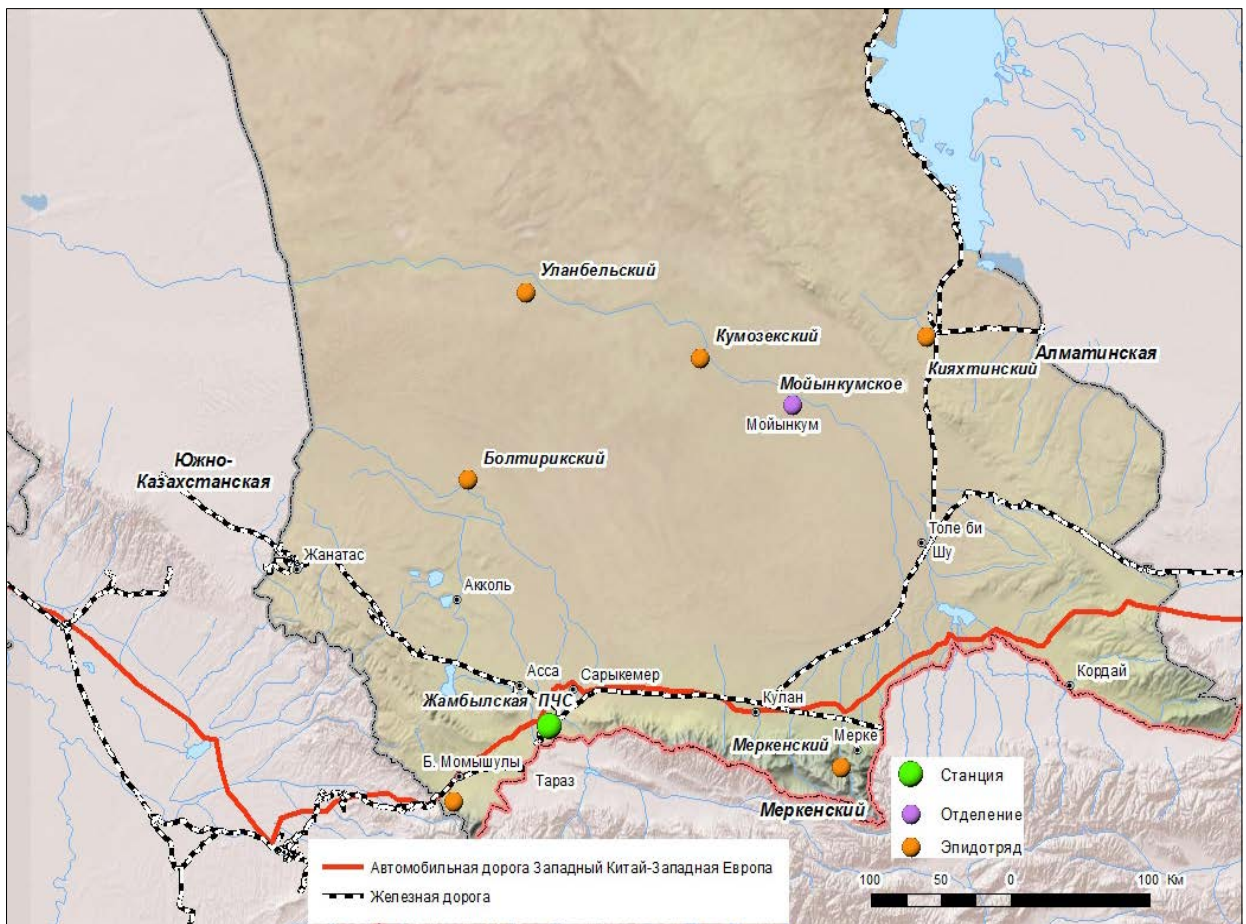 Уланбельский
Кумозекский
Кияхтинский
Алматинская
Мойынкумское
Мойынкум
Болтирикский
Южно-
Казахстанская
Жанатас
Акколь
Толе би
Шу
Асса
Сарыкемер
Кордай
Жамбылская ПЧС
Кулан
Меркенский
Мерке
Б. Момышулы
Тараз
Меркенский
Станция
Отделение
Эпидотряд
Автомобильная дорога Западный Китай-Западная Европа
Железная дорога
100 50 0 100 Км